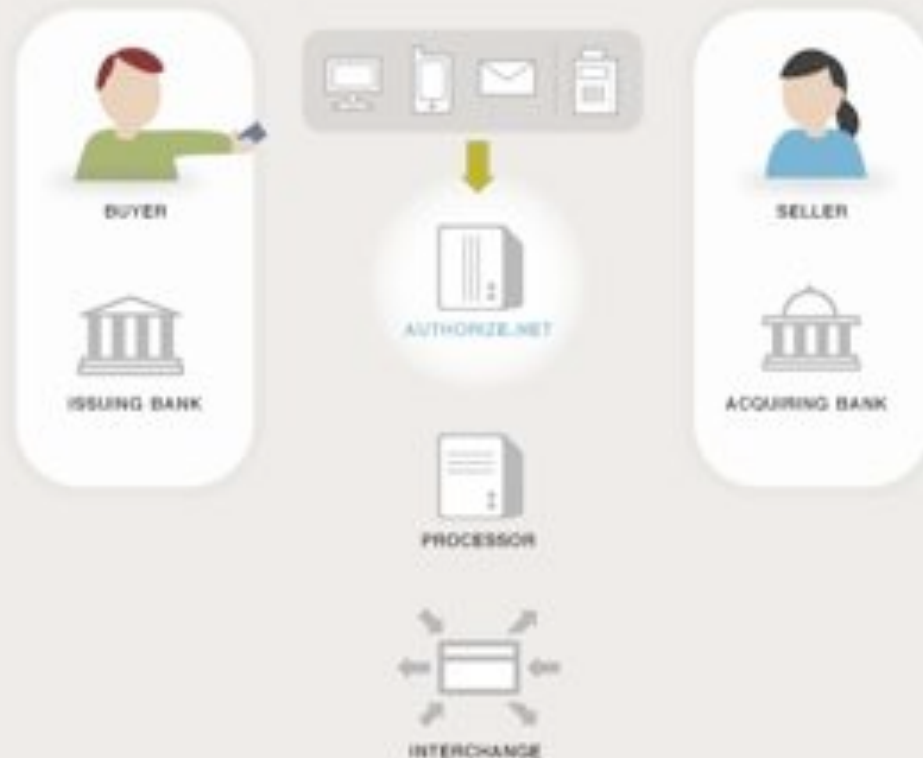 BUYER
SELLER
AUTHORIZE.NET
ISSUING BANK
ACQUIRING BANK
PROCESSOR
INTERCHANGE